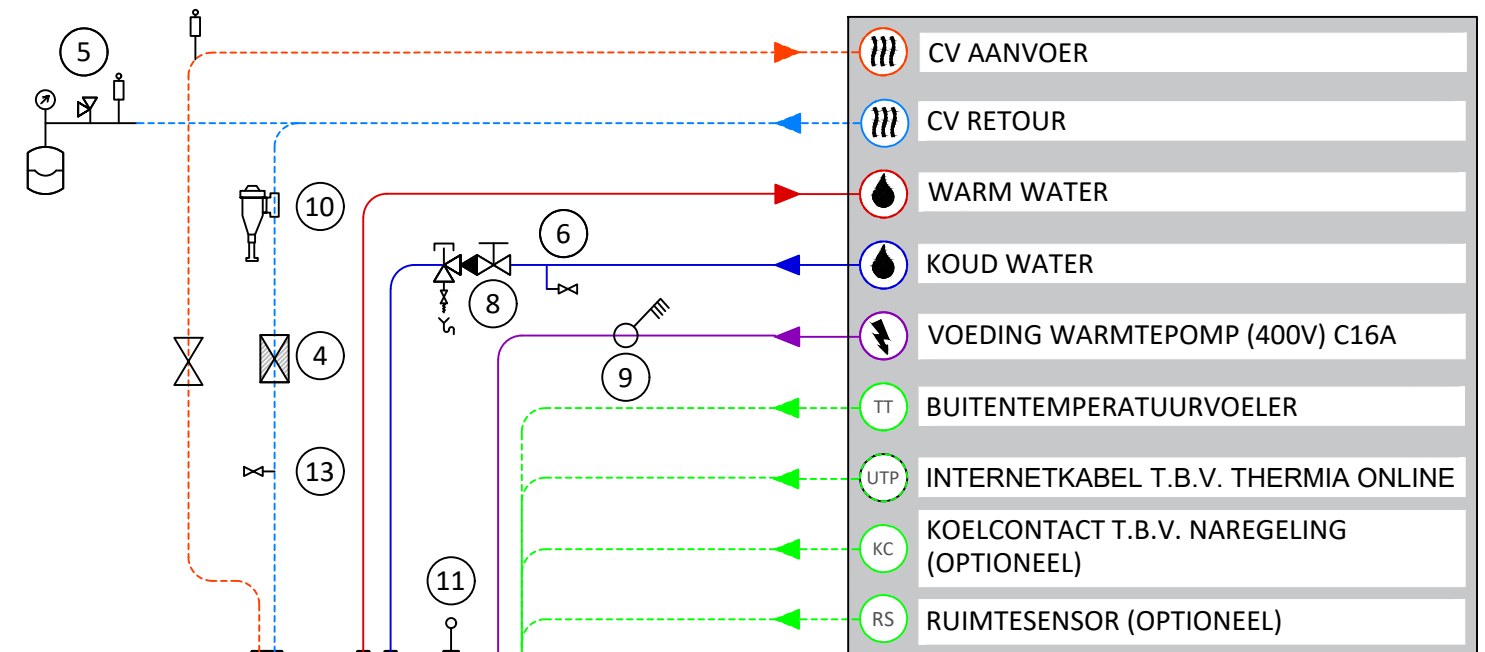 5
CV AANVOER
CV RETOUR
10
WARM WATER
6
KOUD WATER
8
VOEDING WARMTEPOMP (400V) C16A
4
9
TT
BUITENTEMPERATUURVOELER
13
UTP
INTERNETKABEL T.B.V. THERMIA ONLINE
KC
KOELCONTACT T.B.V. NAREGELING
(OPTIONEEL)
11
RS
RUIMTESENSOR (OPTIONEEL)